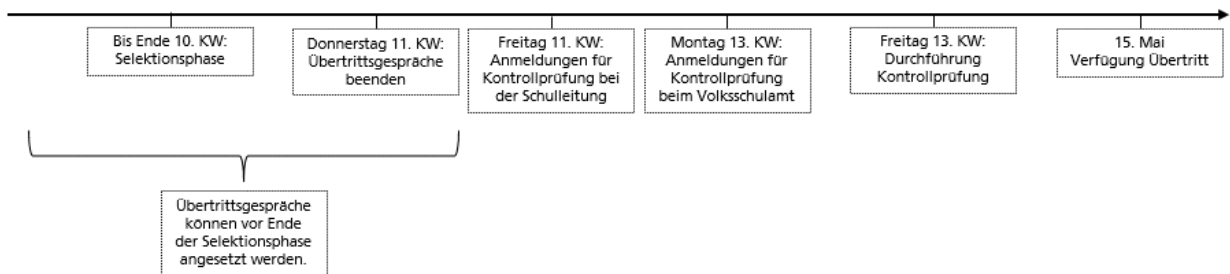 Bis Ende 10. KW:
Selektionsphase
Donnerstag 11. KW:
Übertrittsgespräche
beenden
Freitag 11. KW:
Anmeldungen für
Kontrollprüfung bei
der Schulleitung
Montag 13. KW:
Anmeldungen für
Kontrollprüfung
beim Volksschulamt
Freitag 13. KW:
Durchführung
Kontrollprüfung
15. Mai
Verfügung Übertritt
Übertrittsgespräche
können vor Ende
der Selektionsphase
angesetzt werden.